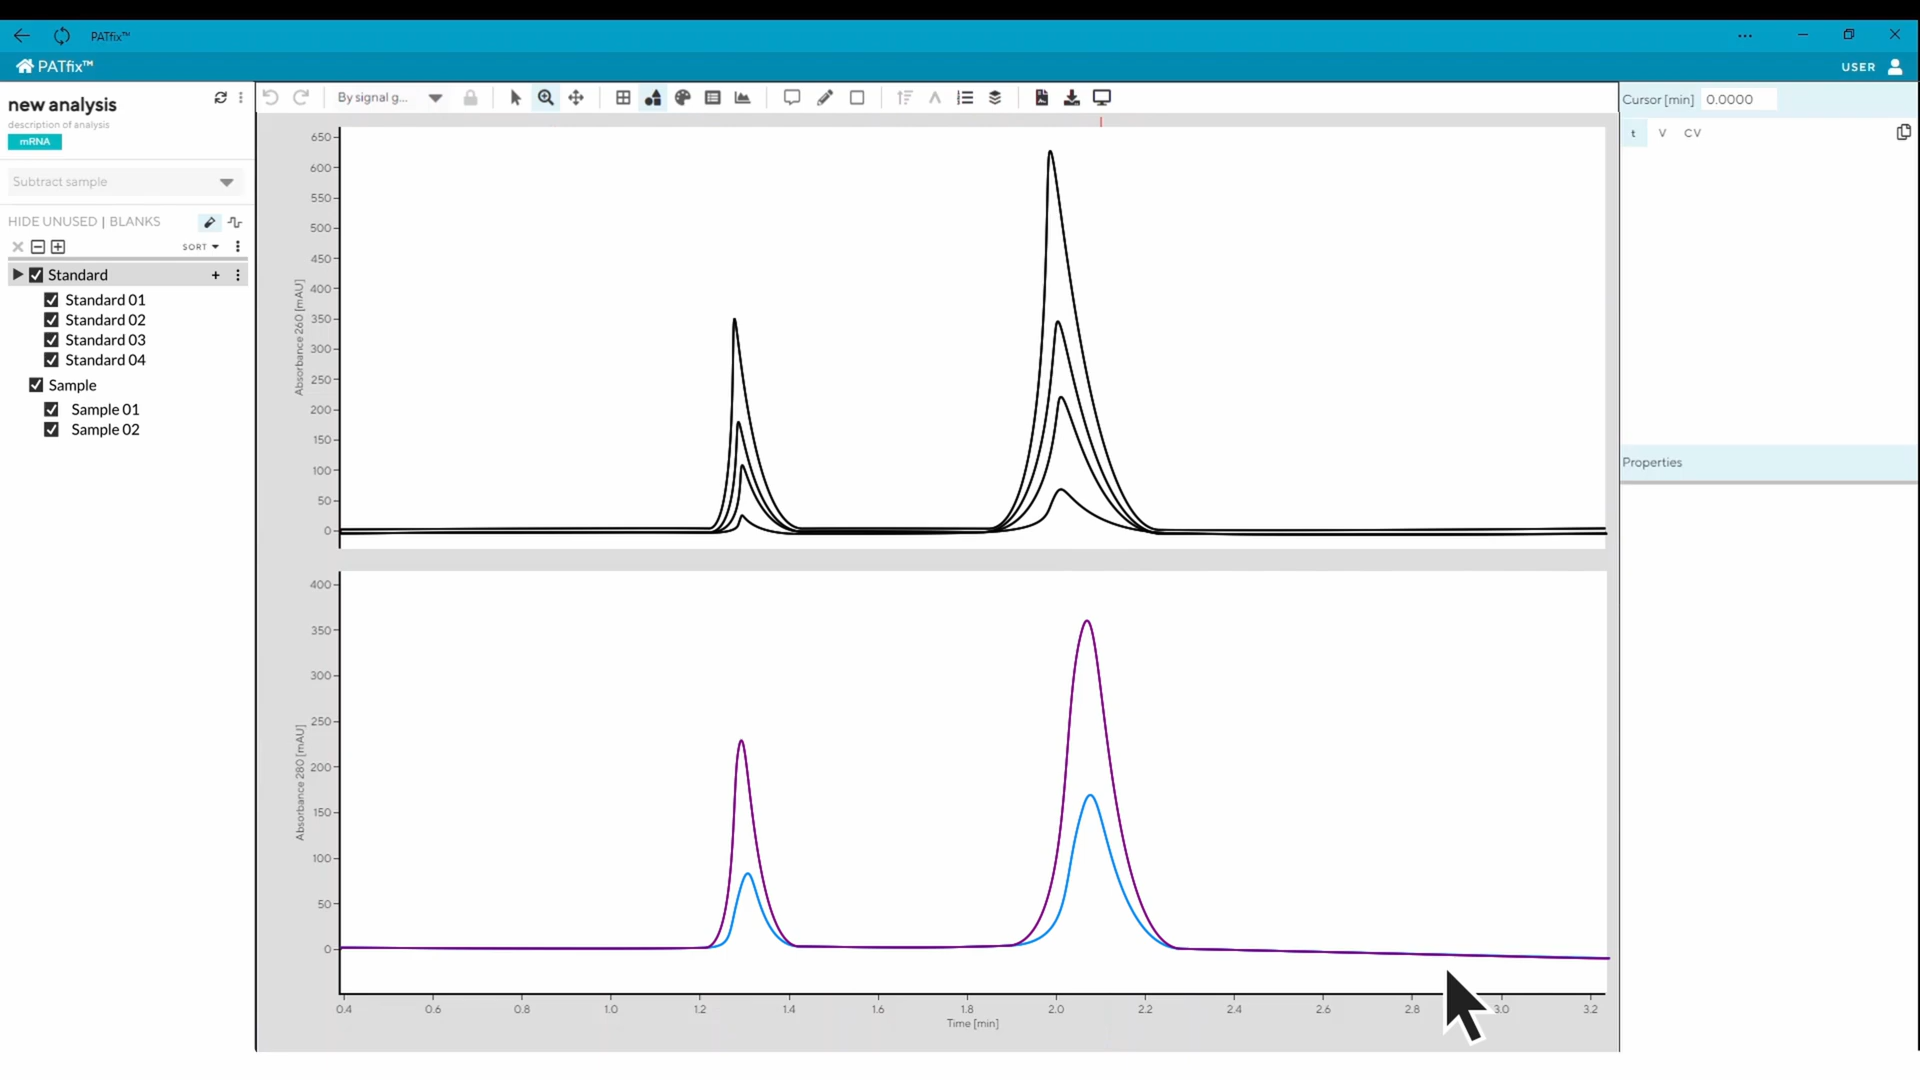 PATfix™
PATfix™
USER
new analysis
description of analysis
mRNA
Subtract sample
HIDE UNUSED | BLANKS
SORT
Standard
Standard 01
Standard 02
Standard 03
Standard 04
Sample
Sample 01
Sample 02
By signal g...
Absorbance 260 [mAU]
650
600
550
500
450
400
350
300
250
200
150
100
50
0
Absorbance 280 [mAU]
400
350
300
250
200
150
100
50
0
0.4 0.6 0.8 1.0 1.2 1.4 1.6 1.8 2.0 2.2 2.4 2.6 2.8 3.0 3.2
Time [min]
Cursor [min] 0.0000
t V CV
Properties